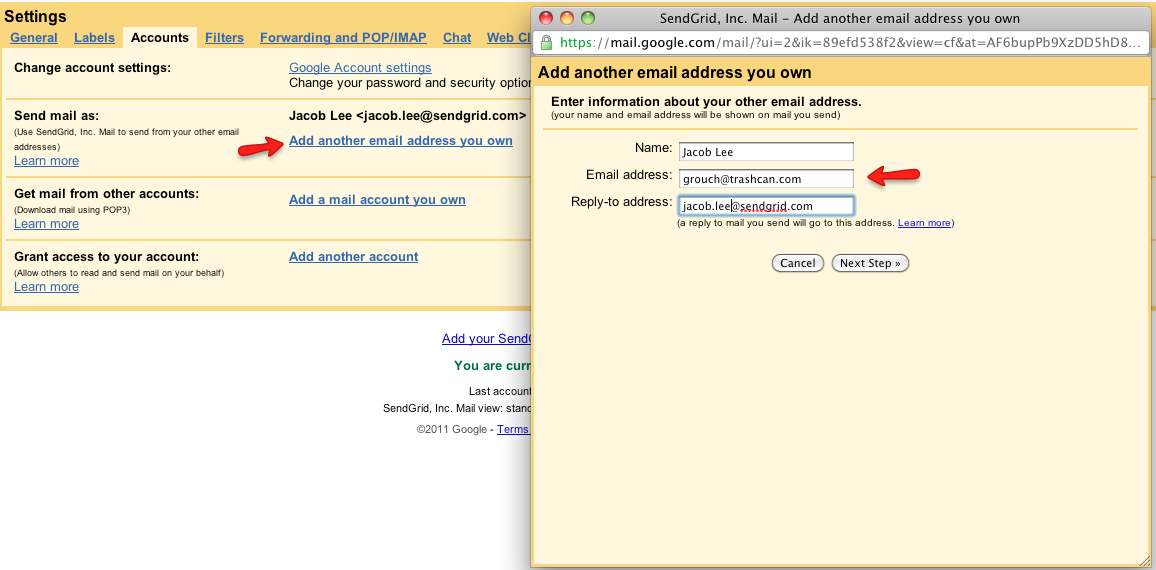 Settings
General Labels Accounts Filters Forwarding and POP/IMAP Chat Web Cl
Change account settings:
Google Account settings
Change your password and security option
Send mail as:
(Use SendGrid, Inc. Mail to send from your other email
addresses)
Learn more
Jacob Lee <jacob.lee@sendgrid.com>
Add another email address you own
Get mail from other accounts:
(Download mail using POP3)
Learn more
Add a mail account you own
Grant access to your account:
(Allow others to read and send mail on your behalf)
Learn more
Add another account
Add your SendG
You are curr
Last account
SendGrid, Inc. Mail view: stand
©2011 Google - Terms
SendGrid, Inc. Mail – Add another email address you own
https://mail.google.com/mail/?ui=2&ik=89efd538f2&view=cf&at=AF6bupPb9XzDD5hD8...
Add another email address you own
Enter information about your other email address.
(your name and email address will be shown on mail you send)
Name: Jacob Lee
Email address: grouch@trashcan.com
Reply-to address: jacob.lee@sendgrid.com
(a reply to mail you send will go to this address. Learn more)
Cancel Next Step »